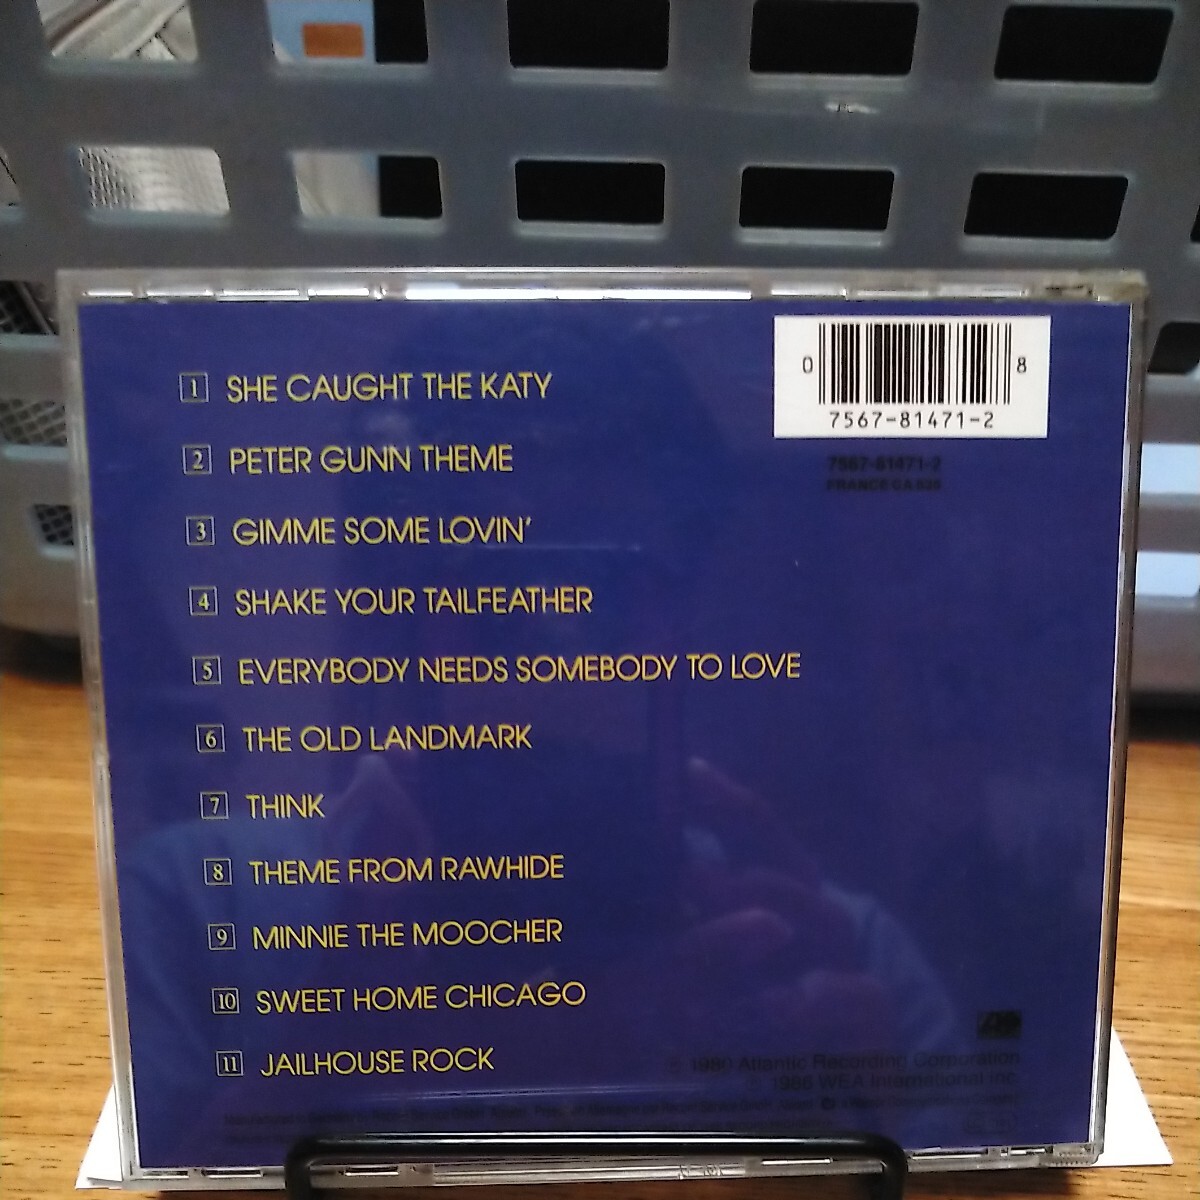 0 8
7567-81471-2
7567-81471-2
1 SHE CAUGHT THE KATY
2 PETER GUNN THEME
3 GIMME SOME LOVIN'
4 SHAKE YOUR TAILFEATHER
5 EVERYBODY NEEDS SOMEBODY TO LOVE
6 THE OLD LANDMARK
7 THINK
8 THEME FROM RAWHIDE
9 MINNIE THE MOOCHER
10 SWEET HOME CHICAGO
11 JAILHOUSE ROCK
1980 Atlantic Recording Corporation
1986 WEA International Inc.